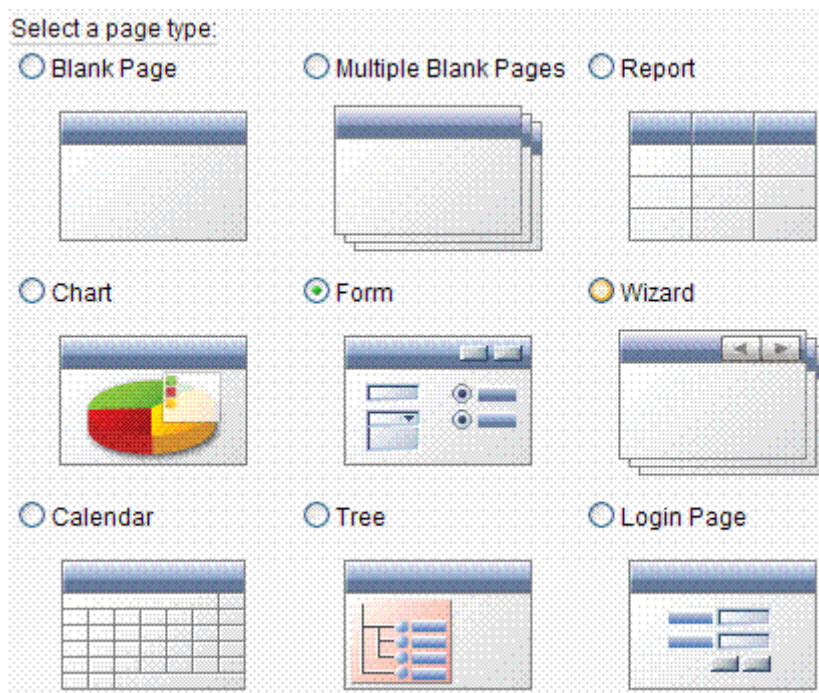 Select a page type:
Blank Page
Multiple Blank Pages
Report
Chart
Form
Wizard
Calendar
Tree
Login Page